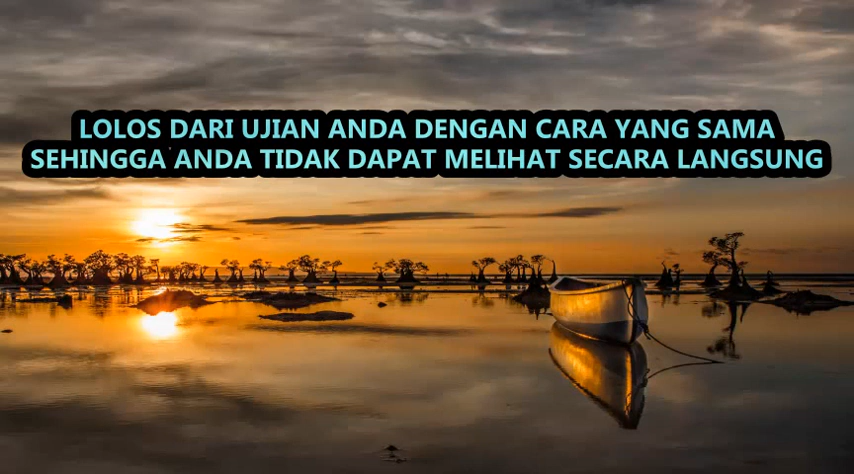 LOLOS DARI UJIAN ANDA DENGAN CARA YANG SAMA
SEHINGGA ANDA TIDAK DAPAT MELIHAT SECARA LANGSUNG